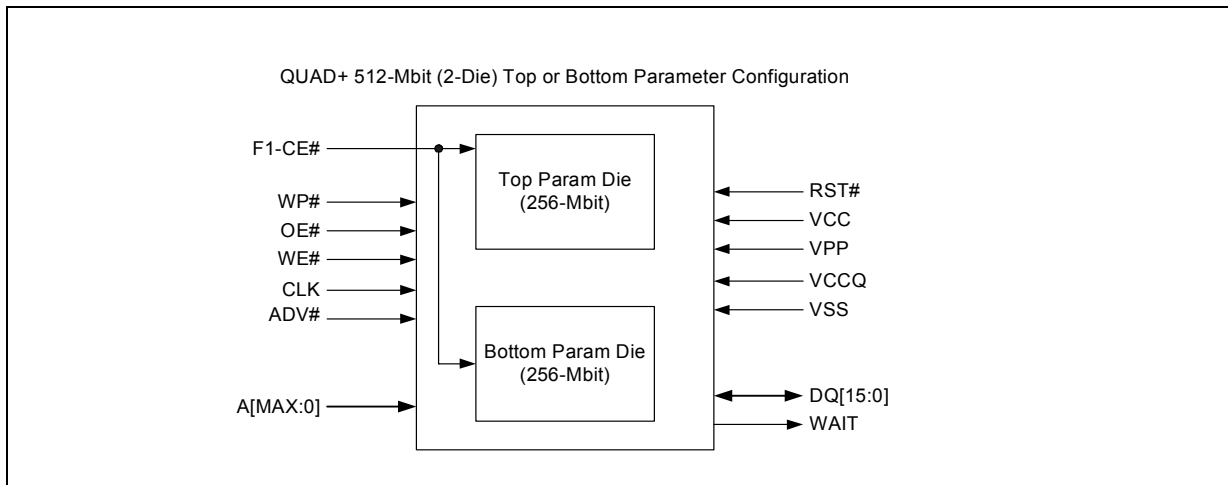 QUAD+ 512-Mbit (2-Die) Top or Bottom Parameter Configuration
F1-CE#
WP#
OE#
WE#
CLK
ADV#
A[MAX:0]
Top Param Die
(256-Mbit)
Bottom Param Die
(256-Mbit)
RST#
VCC
VPP
VCCQ
VSS
DQ[15:0]
WAIT